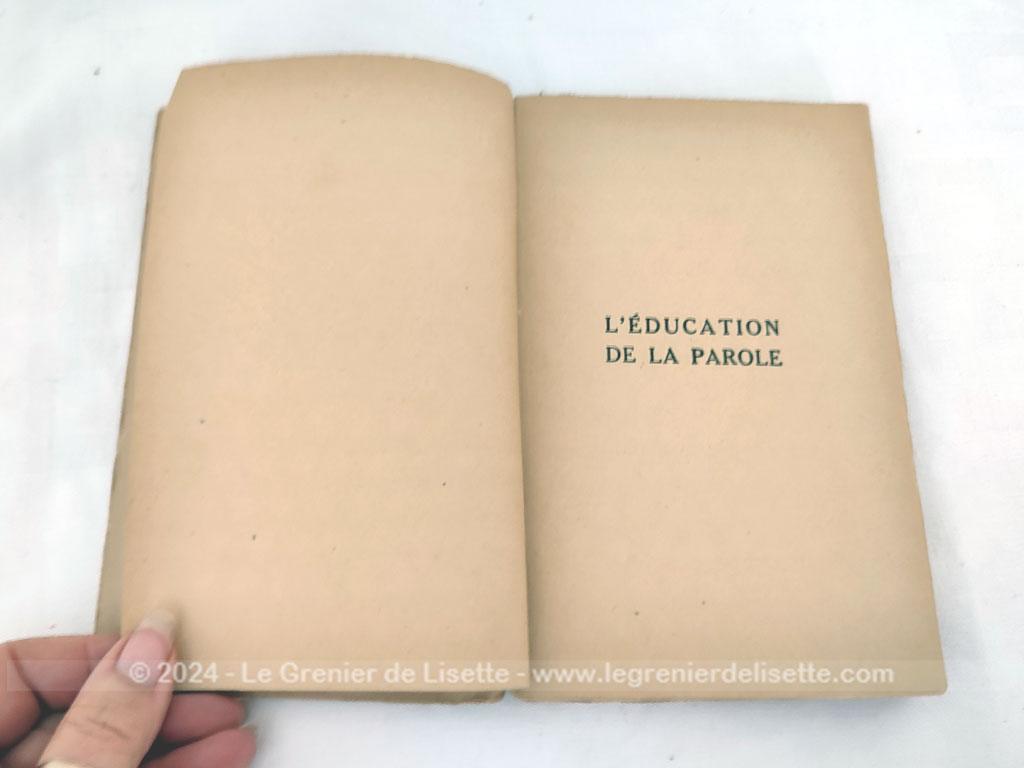 L'ÉDUCATION
DE LA PAROLE
© 2024 - Le Grenier de Lisette - www.legrenierdelisette.com